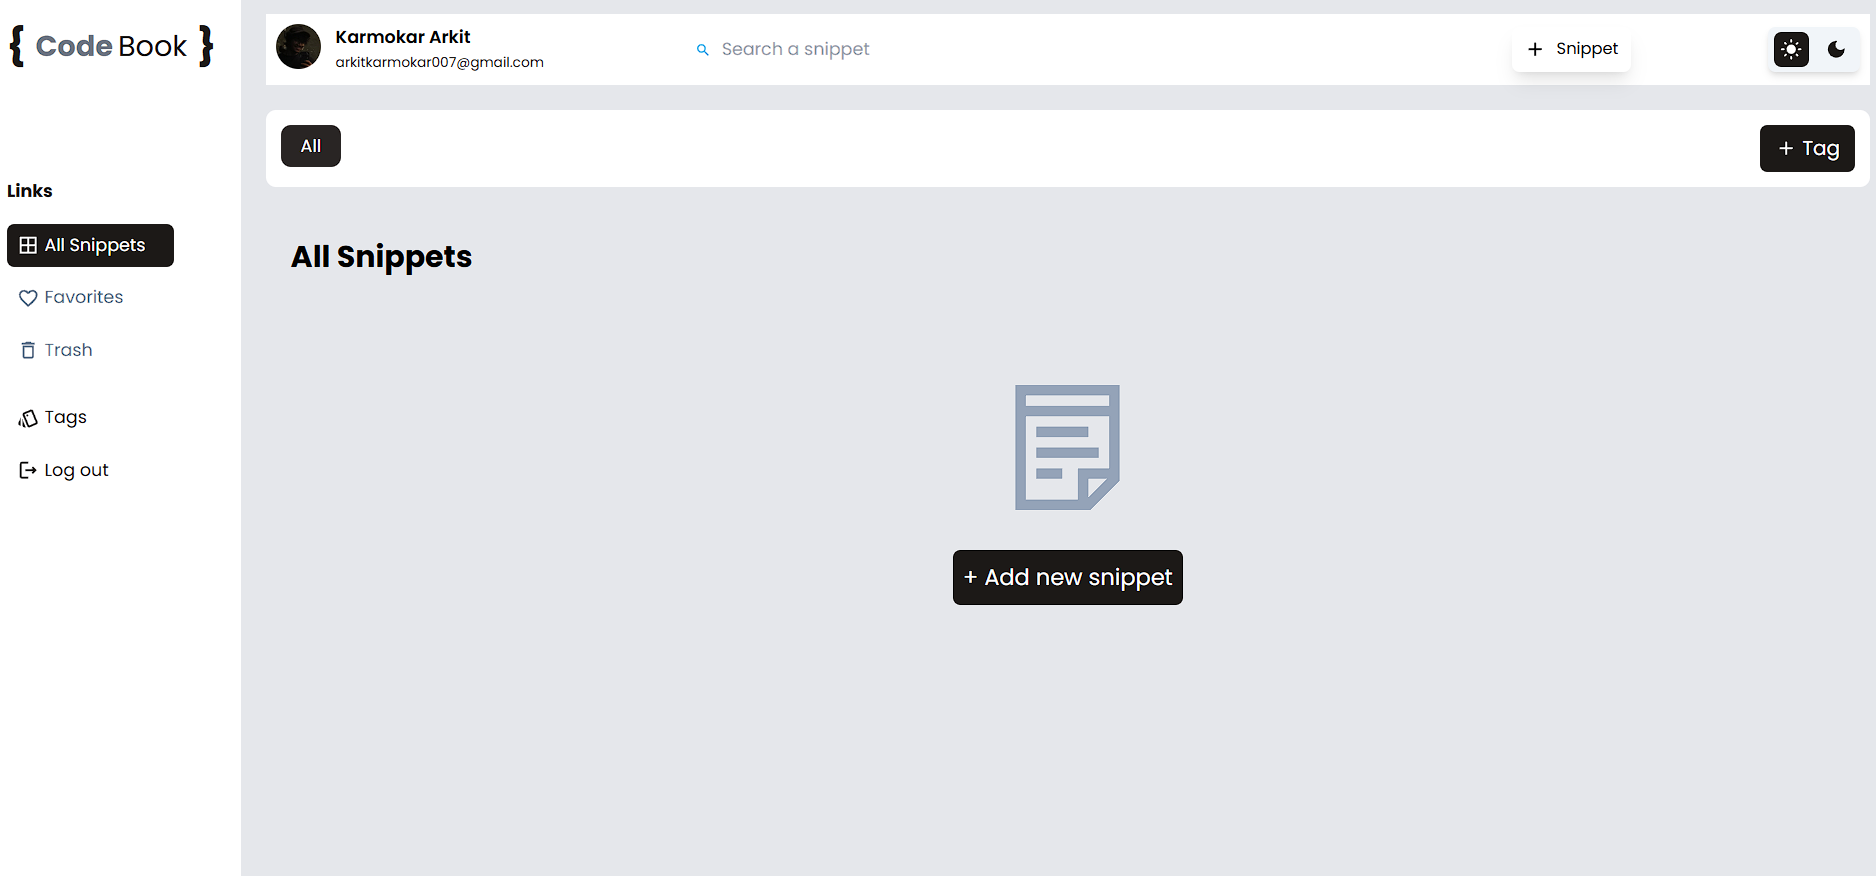 { Code Book }
Karmokar Arkit
arkitkarmokar007@gmail.com
Search a snippet
+ Snippet
All
+ Tag
Links
All Snippets
Favorites
Trash
Tags
Log out
All Snippets
+ Add new snippet